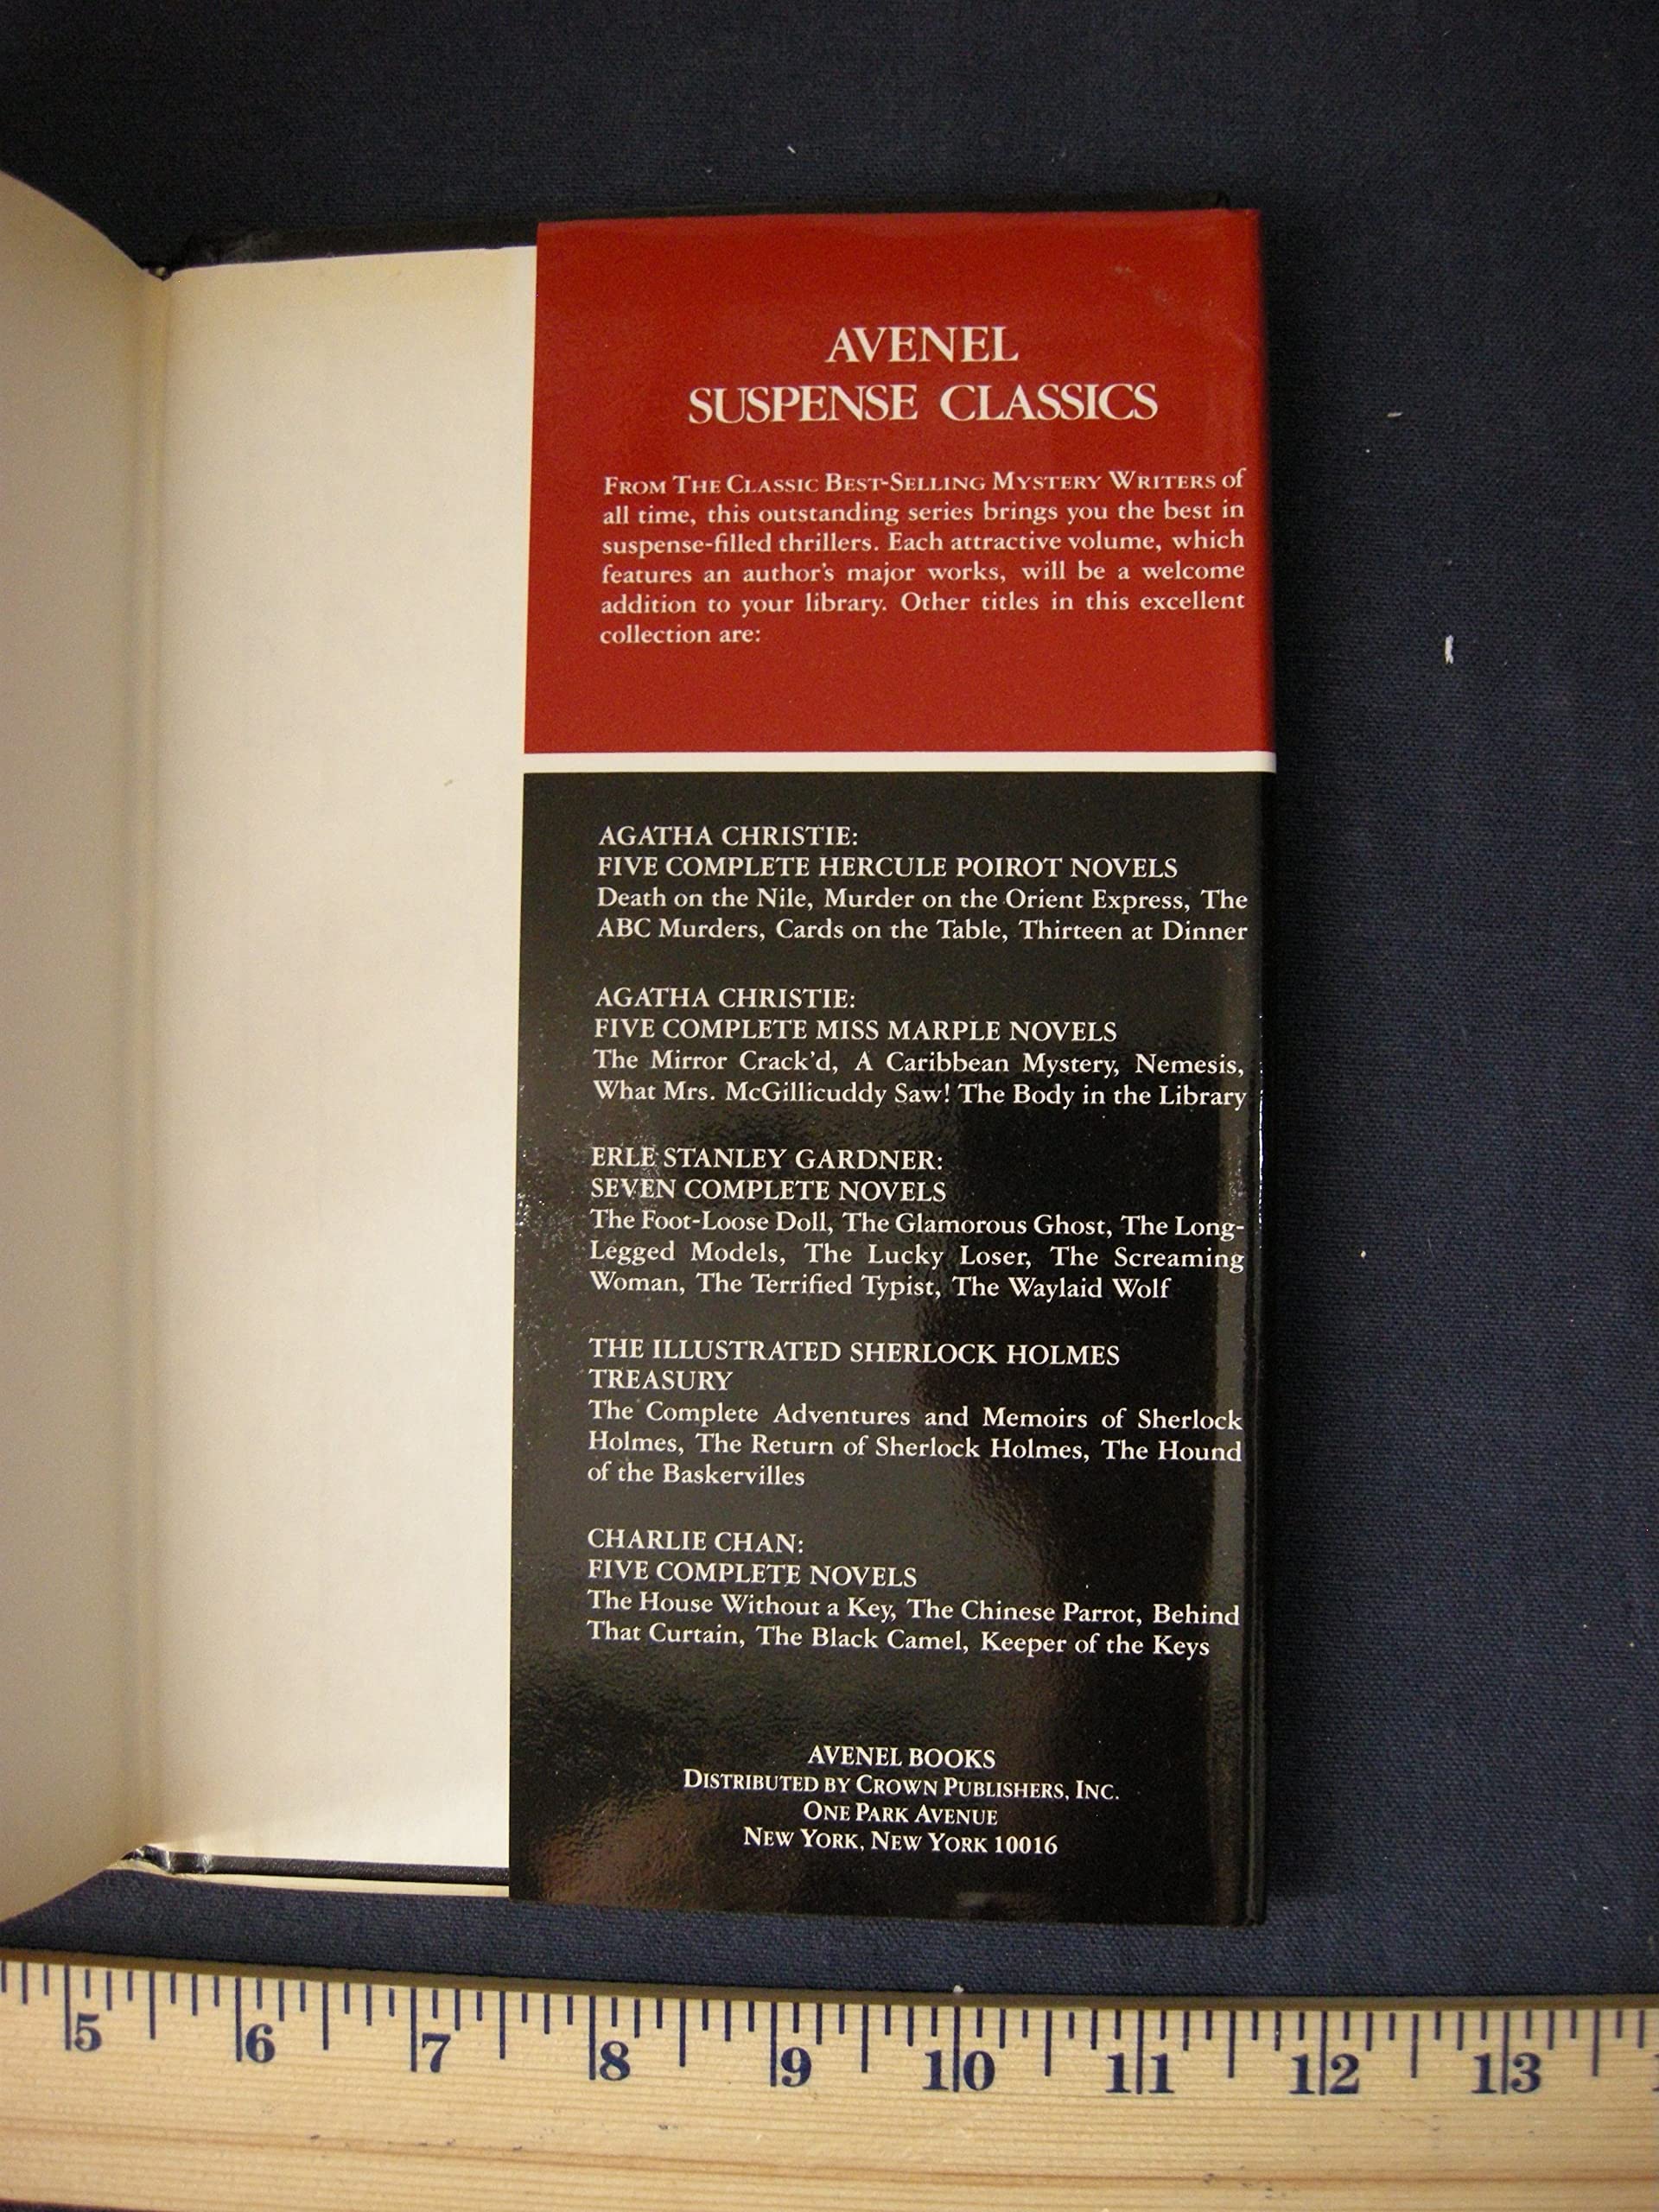 AVENEL
SUSPENSE CLASSICS
FROM THE CLASSIC BEST-SELLING MYSTERY WRITERS of
all time, this outstanding series brings you the best in
suspense-filled thrillers. Each attractive volume, which
features an author's major works, will be a welcome
addition to your library. Other titles in this excellent
collection are:
AGATHA CHRISTIE:
FIVE COMPLETE HERCULE POIROT NOVELS
Death on the Nile, Murder on the Orient Express, The
ABC Murders, Cards on the Table, Thirteen at Dinner
AGATHA CHRISTIE:
FIVE COMPLETE MISS MARPLE NOVELS
The Mirror Crack'd, A Caribbean Mystery, Nemesis,
What Mrs. McGillicuddy Saw! The Body in the Library
ERLE STANLEY GARDNER:
SEVEN COMPLETE NOVELS
The Foot-Loose Doll, The Glamorous Ghost, The Long-
Legged Models, The Lucky Loser, The Screaming
Woman, The Terrified Typist, The Waylaid Wolf
THE ILLUSTRATED SHERLOCK HOLMES
TREASURY
The Complete Adventures and Memoirs of Sherlock
Holmes, The Return of Sherlock Holmes, The Hound
of the Baskervilles
CHARLIE CHAN:
FIVE COMPLETE NOVELS
The House Without a Key, The Chinese Parrot, Behind
That Curtain, The Black Camel, Keeper of the Keys
AVENEL BOOKS
DISTRIBUTED BY CROWN PUBLISHERS, INC.
ONE PARK AVENUE
NEW YORK, NEW YORK 10016
5 6 7 8 9 10 11 12 13